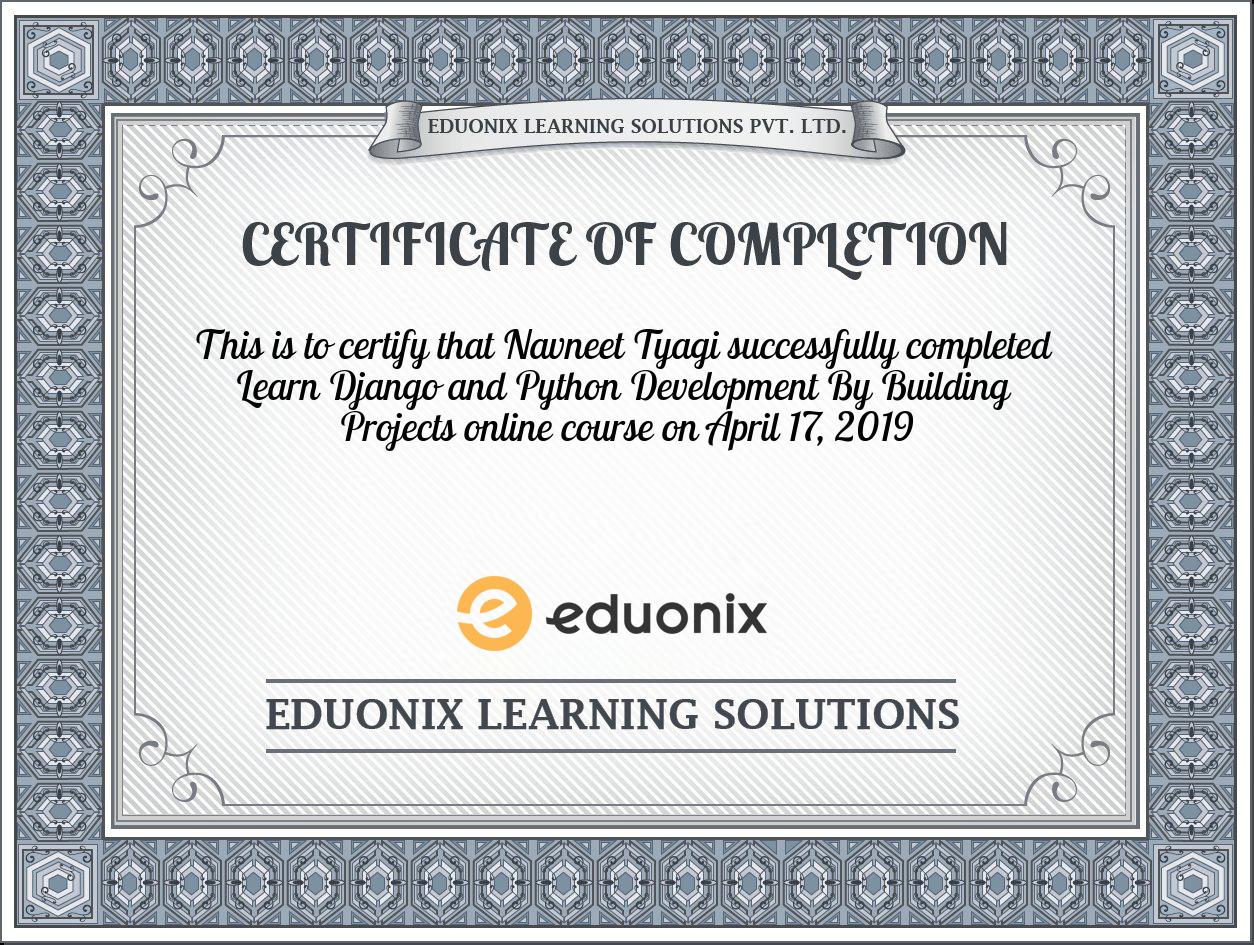 EDUONIX LEARNING SOLUTIONS PVT. LTD.
CERTIFICATE OF COMPLETION
This is to certify that Navneet Tyagi successfully completed
Learn Django and Python Development By Building
Projects online course on April 17, 2019
eduonix
EDUONIX LEARNING SOLUTIONS